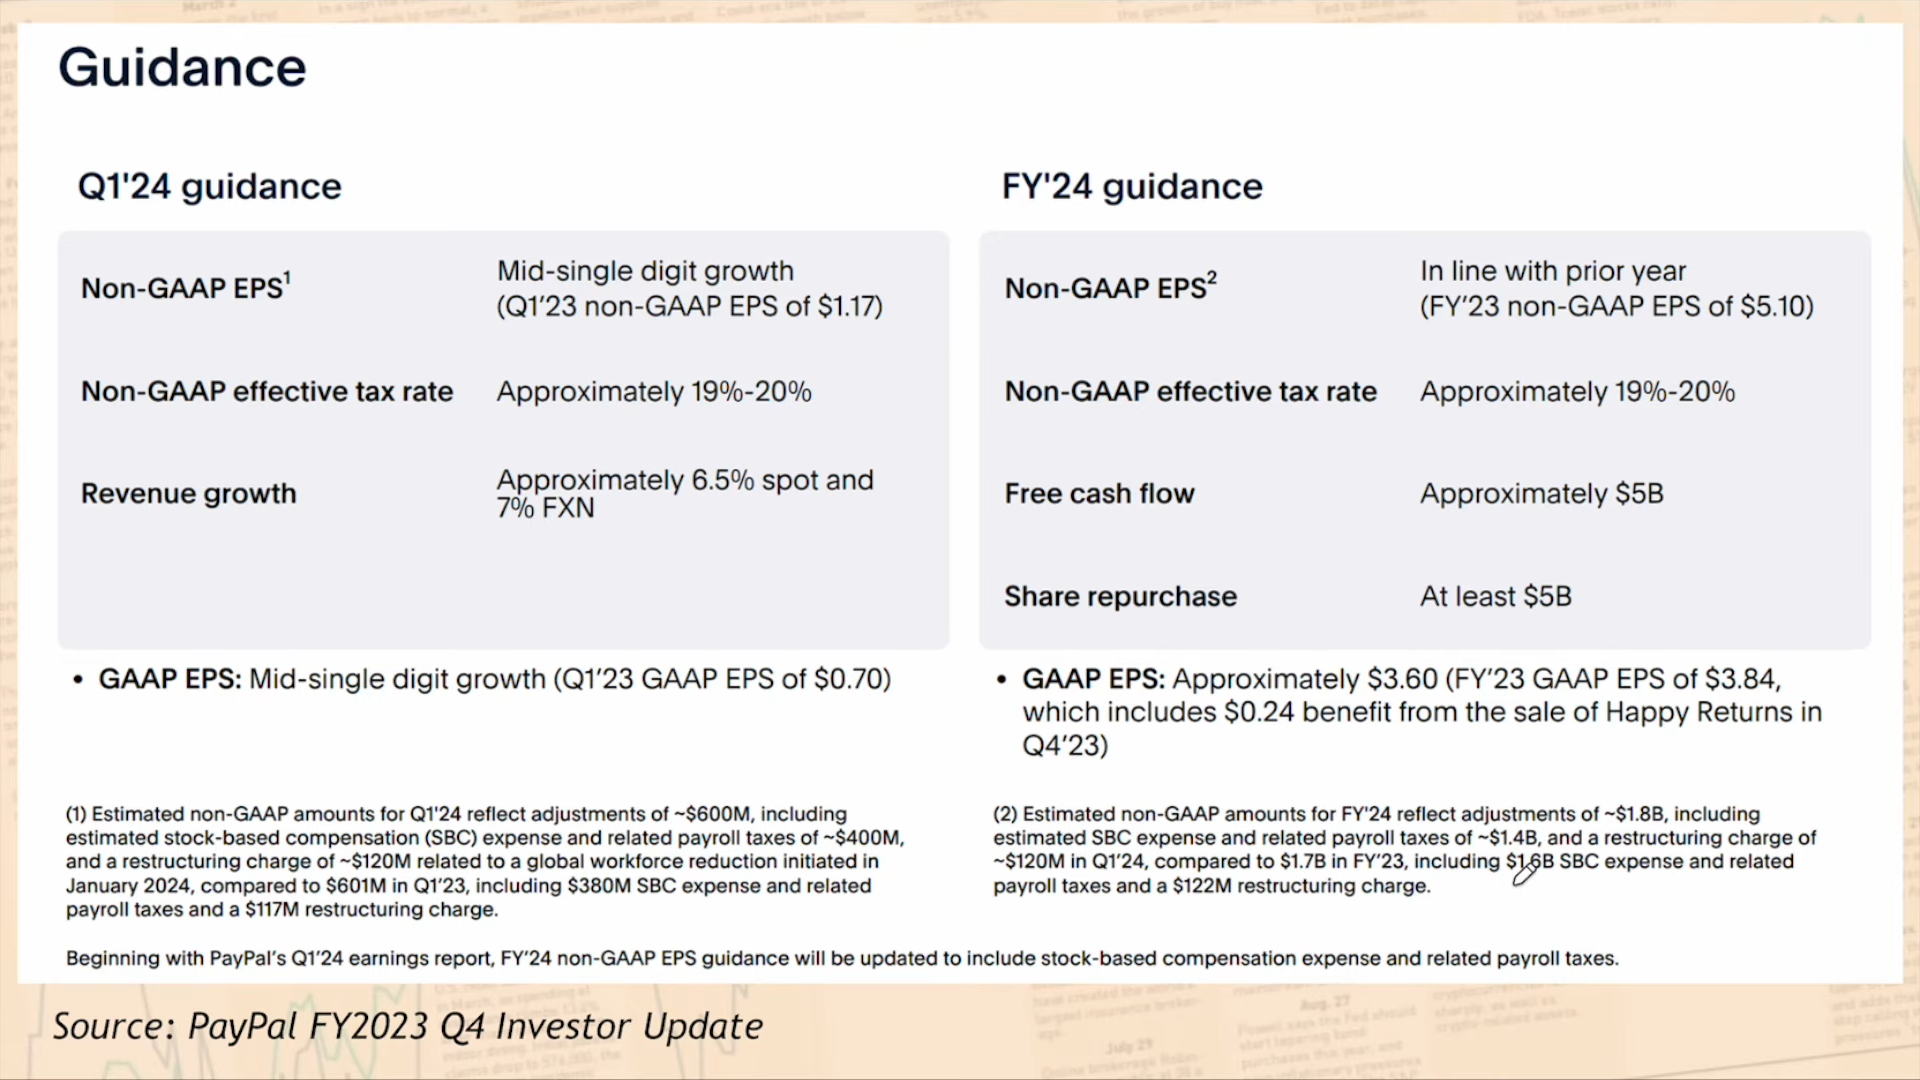 Guidance
Q1'24 guidance
Non-GAAP EPS1
Mid-single digit growth
(Q1'23 non-GAAP EPS of $1.17)
Non-GAAP effective tax rate
Approximately 19%-20%
Revenue growth
Approximately 6.5% spot and
7% FXN
• GAAP EPS: Mid-single digit growth (Q1'23 GAAP EPS of $0.70)
(1) Estimated non-GAAP amounts for Q1'24 reflect adjustments of ~$600M, including
estimated stock-based compensation (SBC) expense and related payroll taxes of ~$400M,
and a restructuring charge of ~$120M related to a global workforce reduction initiated in
January 2024, compared to $601M in Q1'23, including $380M SBC expense and related
payroll taxes and a $117M restructuring charge.
FY'24 guidance
Non-GAAP EPS2
In line with prior year
(FY'23 non-GAAP EPS of $5.10)
Non-GAAP effective tax rate
Approximately 19%-20%
Free cash flow
Approximately $5B
Share repurchase
At least $5B
• GAAP EPS: Approximately $3.60 (FY'23 GAAP EPS of $3.84,
which includes $0.24 benefit from the sale of Happy Returns in
Q4'23)
(2) Estimated non-GAAP amounts for FY'24 reflect adjustments of ~$1.8B, including
estimated SBC expense and related payroll taxes of ~$1.4B, and a restructuring charge of
~$120M in Q1'24, compared to $1.7B in FY'23, including $1.6B SBC expense and related
payroll taxes and a $122M restructuring charge.
Beginning with PayPal's Q1'24 earnings report, FY'24 non-GAAP EPS guidance will be updated to include stock-based compensation expense and related payroll taxes.
Source: PayPal FY2023 Q4 Investor Update
July 29
Aug. 27